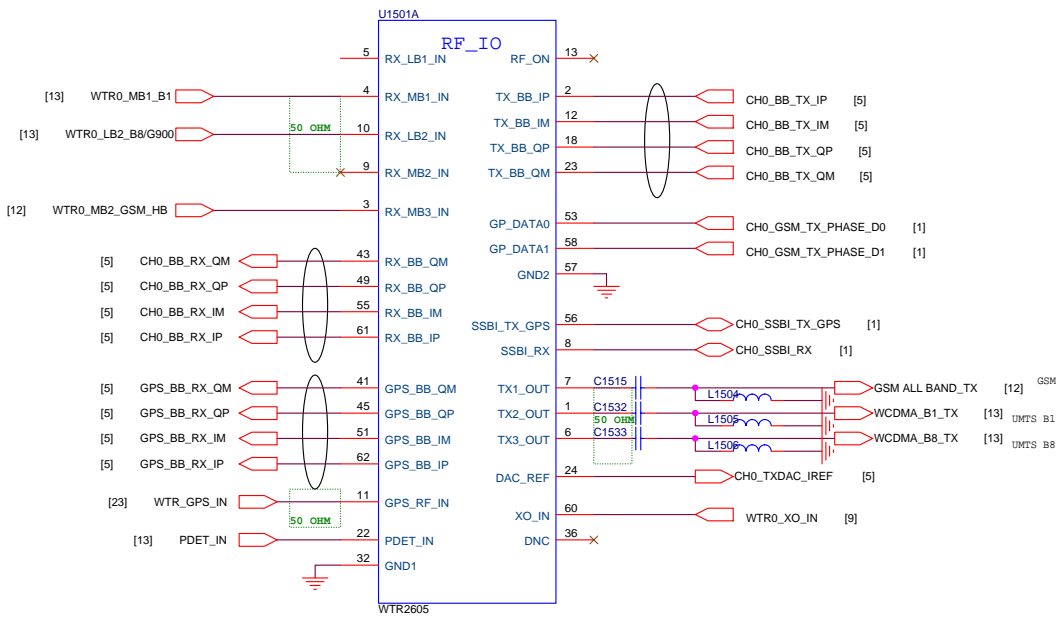 U1501A
RF_IO
5 RX_LB1_IN RF_ON 13
[13] WTR0_MB1_B1 4 RX_MB1_IN TX_BB_IP 2 CH0_BB_TX_IP [5]
TX_BB_IM 12 CH0_BB_TX_IM [5]
[13] WTR0_LB2_B8/G900 50 OHM 10 RX_LB2_IN
TX_BB_QP 18 CH0_BB_TX_QP [5]
9 RX_MB2_IN TX_BB_QM 23 CH0_BB_TX_QM [5]
[12] WTR0_MB2_GSM_HB 3 RX_MB3_IN
GP_DATA0 53 CH0_GSM_TX_PHASE_D0 [1]
GP_DATA1 58 CH0_GSM_TX_PHASE_D1 [1]
[5] CH0_BB_RX_QM 43 RX_BB_QM
GND2 57
[5] CH0_BB_RX_QP 49 RX_BB_QP
[5] CH0_BB_RX_IM 55 RX_BB_IM
SSBI_TX_GPS 56 CH0_SSBI_TX_GPS [1]
[5] CH0_BB_RX_IP 61 RX_BB_IP
SSBI_RX 8 CH0_SSBI_RX [1]
[5] GPS_BB_RX_QM 41 GPS_BB_QM TX1_OUT 7 C1515 L1504 GSM ALL BAND_TX [12] GSM
[5] GPS_BB_RX_QP 45 GPS_BB_QP TX2_OUT 1 C1532 L1505 WCDMA_B1_TX [13] UMTS B1
50 OHM
[5] GPS_BB_RX_IM 51 GPS_BB_IM TX3_OUT 6 C1533 L1506 WCDMA_B8_TX [13] UMTS B8
[5] GPS_BB_RX_IP 62 GPS_BB_IP
DAC_REF 24 CH0_TXDAC_IREF [5]
[23] WTR_GPS_IN 11 GPS_RF_IN
50 OHM
XO_IN 60 WTR0_XO_IN [9]
[13] PDET_IN 22 PDET_IN DNC 36
32 GND1
WTR2605